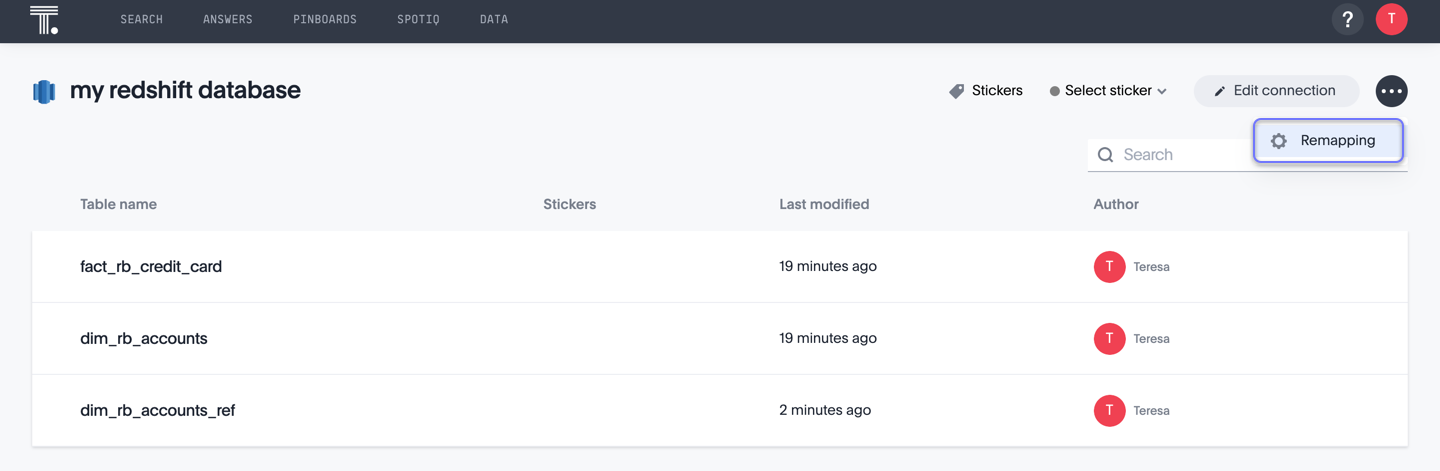 T. SEARCH ANSWERS PINBOARDS SPOTIQ DATA ? T
my redshift database Stickers Select sticker Edit connection
Remapping
Search
Table name Stickers Last modified Author
fact_rb_credit_card 19 minutes ago T Teresa
dim_rb_accounts 19 minutes ago T Teresa
dim_rb_accounts_ref 2 minutes ago T Teresa